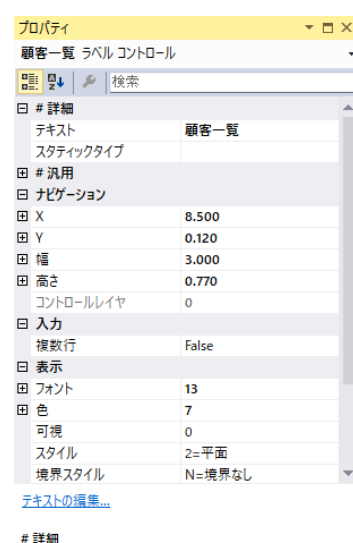 プロパティ
顧客一覧 ラベル コントロール
検索
# 詳細
テキスト 顧客一覧
スタティックタイプ
# 汎用
ナビゲーション
X 8.500
Y 0.120
幅 3.000
高さ 0.770
コントロールレイヤ 0
入力
複数行 False
表示
フォント 13
色 7
可視 0
スタイル 2=平面
境界スタイル N=境界なし
テキストの編集...
# 詳細